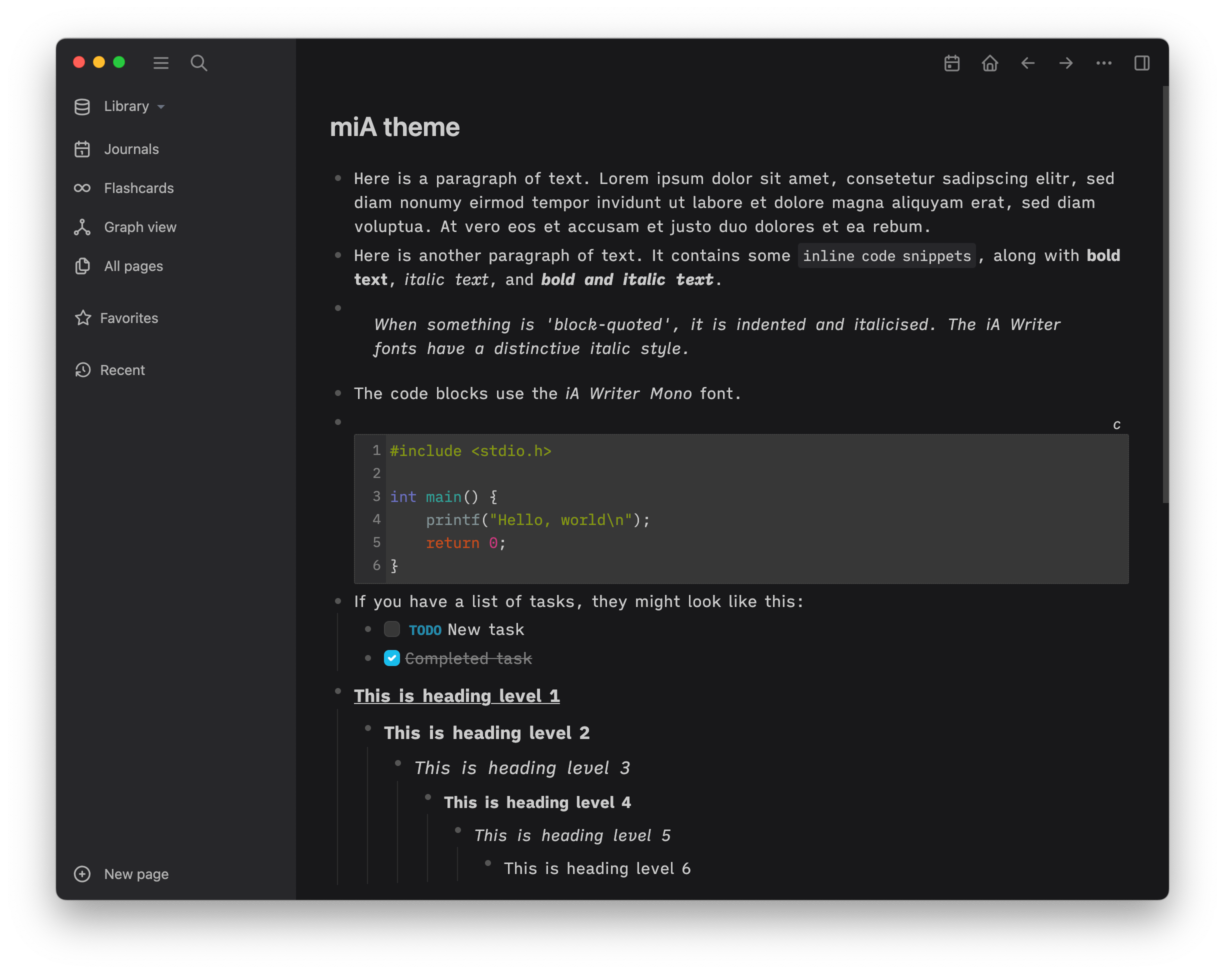 Library
Journals
Flashcards
Graph view
All pages
Favorites
Recent
New page
miA theme
Here is a paragraph of text. Lorem ipsum dolor sit amet, consetetur sadipscing elitr, sed
diam nonumy eirmod tempor invidunt ut labore et dolore magna aliquyam erat, sed diam
voluptua. At vero eos et accusam et justo duo dolores et ea rebum.
Here is another paragraph of text. It contains some inline code snippets, along with bold
text, italic text, and bold and italic text.
When something is 'block-quoted', it is indented and italicised. The iA Writer
fonts have a distinctive italic style.
The code blocks use the iA Writer Mono font.
c
1 #include <stdio.h>
2
3 int main() {
4     printf("Hello, world\n");
5     return 0;
6 }
If you have a list of tasks, they might look like this:
TODO New task
Completed task
This is heading level 1
This is heading level 2
This is heading level 3
This is heading level 4
This is heading level 5
This is heading level 6